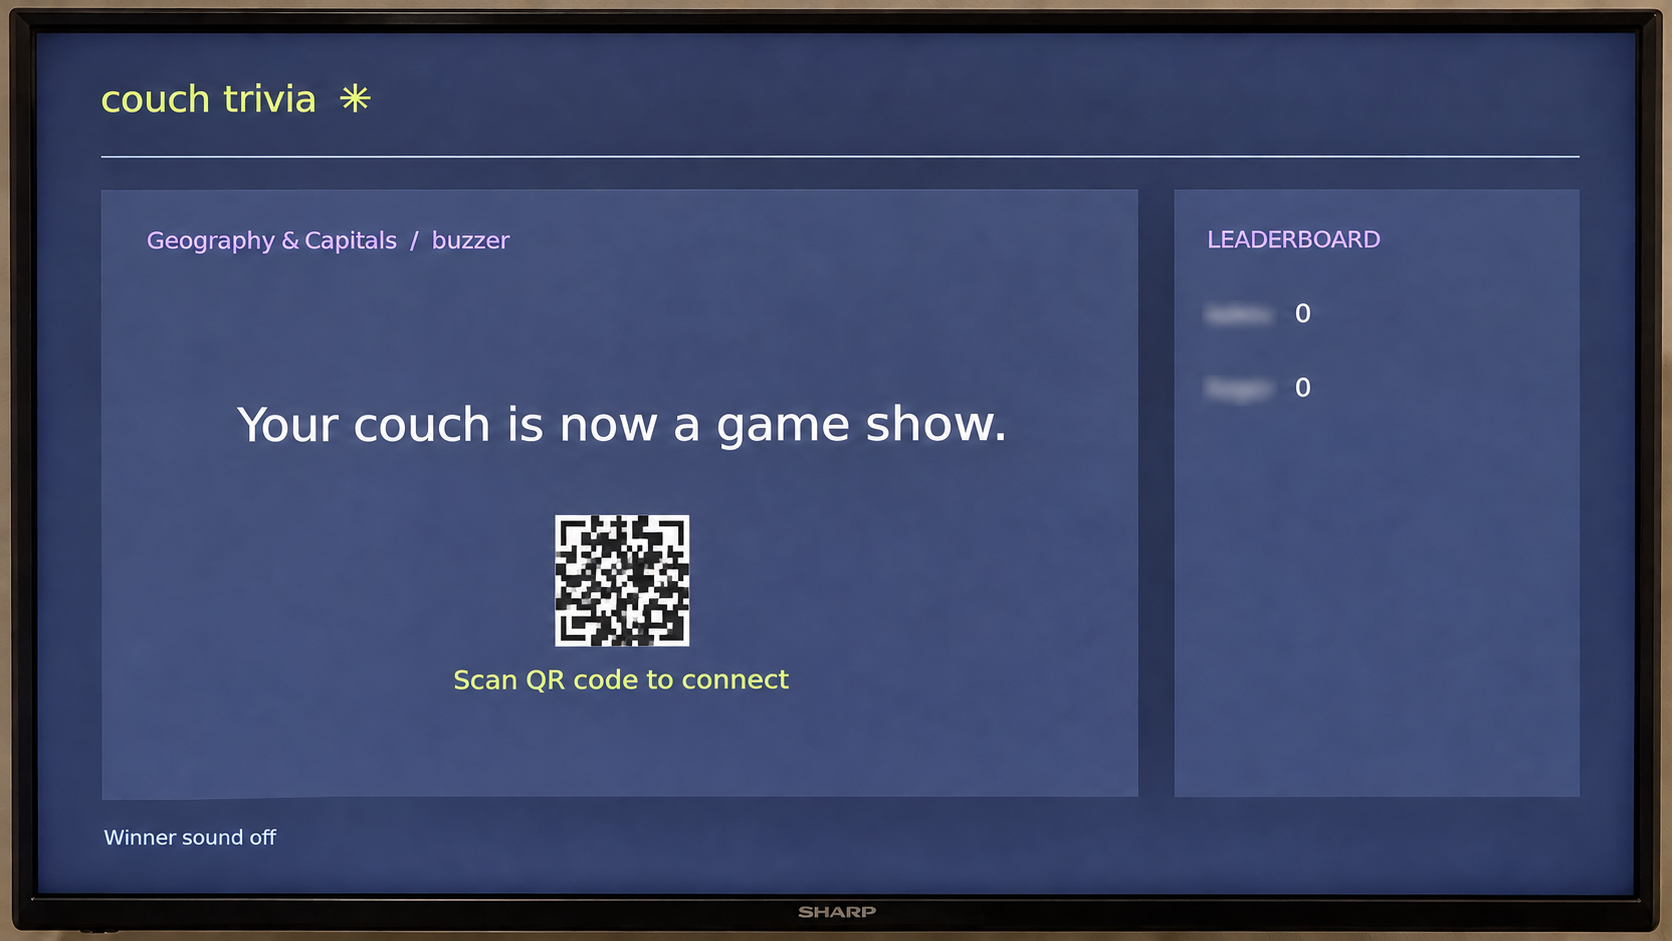 couch trivia ✳
Geography & Capitals / buzzer
Your couch is now a game show.
Scan QR code to connect
LEADERBOARD
0
0
Winner sound off
SHARP